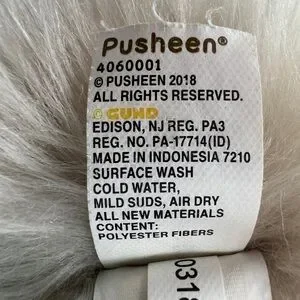 Pusheen®
4060001
© PUSHEEN 2018
ALL RIGHTS RESERVED.
© GUND
EDISON, NJ REG. PA3
REG. NO. PA-17714(ID)
MADE IN INDONESIA 7210
SURFACE WASH
COLD WATER,
MILD SUDS, AIR DRY
ALL NEW MATERIALS
CONTENT:
POLYESTER FIBERS